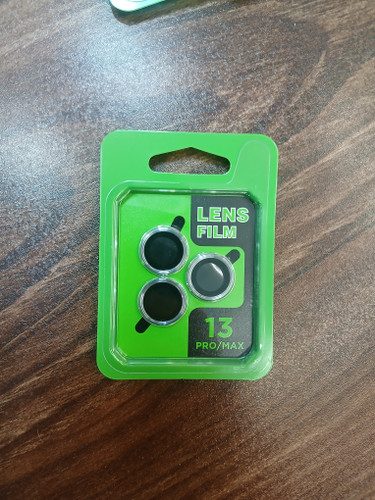 LENS
FILM
13
PRO/MAX